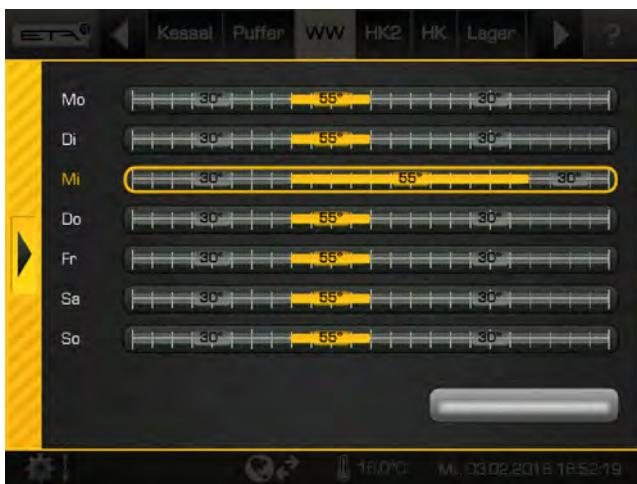 ETA Kessel Puffer WW HK2 HK Lager ?
Mo 30° 55° 30°
Di 30° 55° 30°
Mi 30° 55° 30°
Do 30° 55° 30°
Fr 30° 55° 30°
Sa 30° 55° 30°
So 30° 55° 30°
16,0°C Mi., 03.02.2016 16:52:19